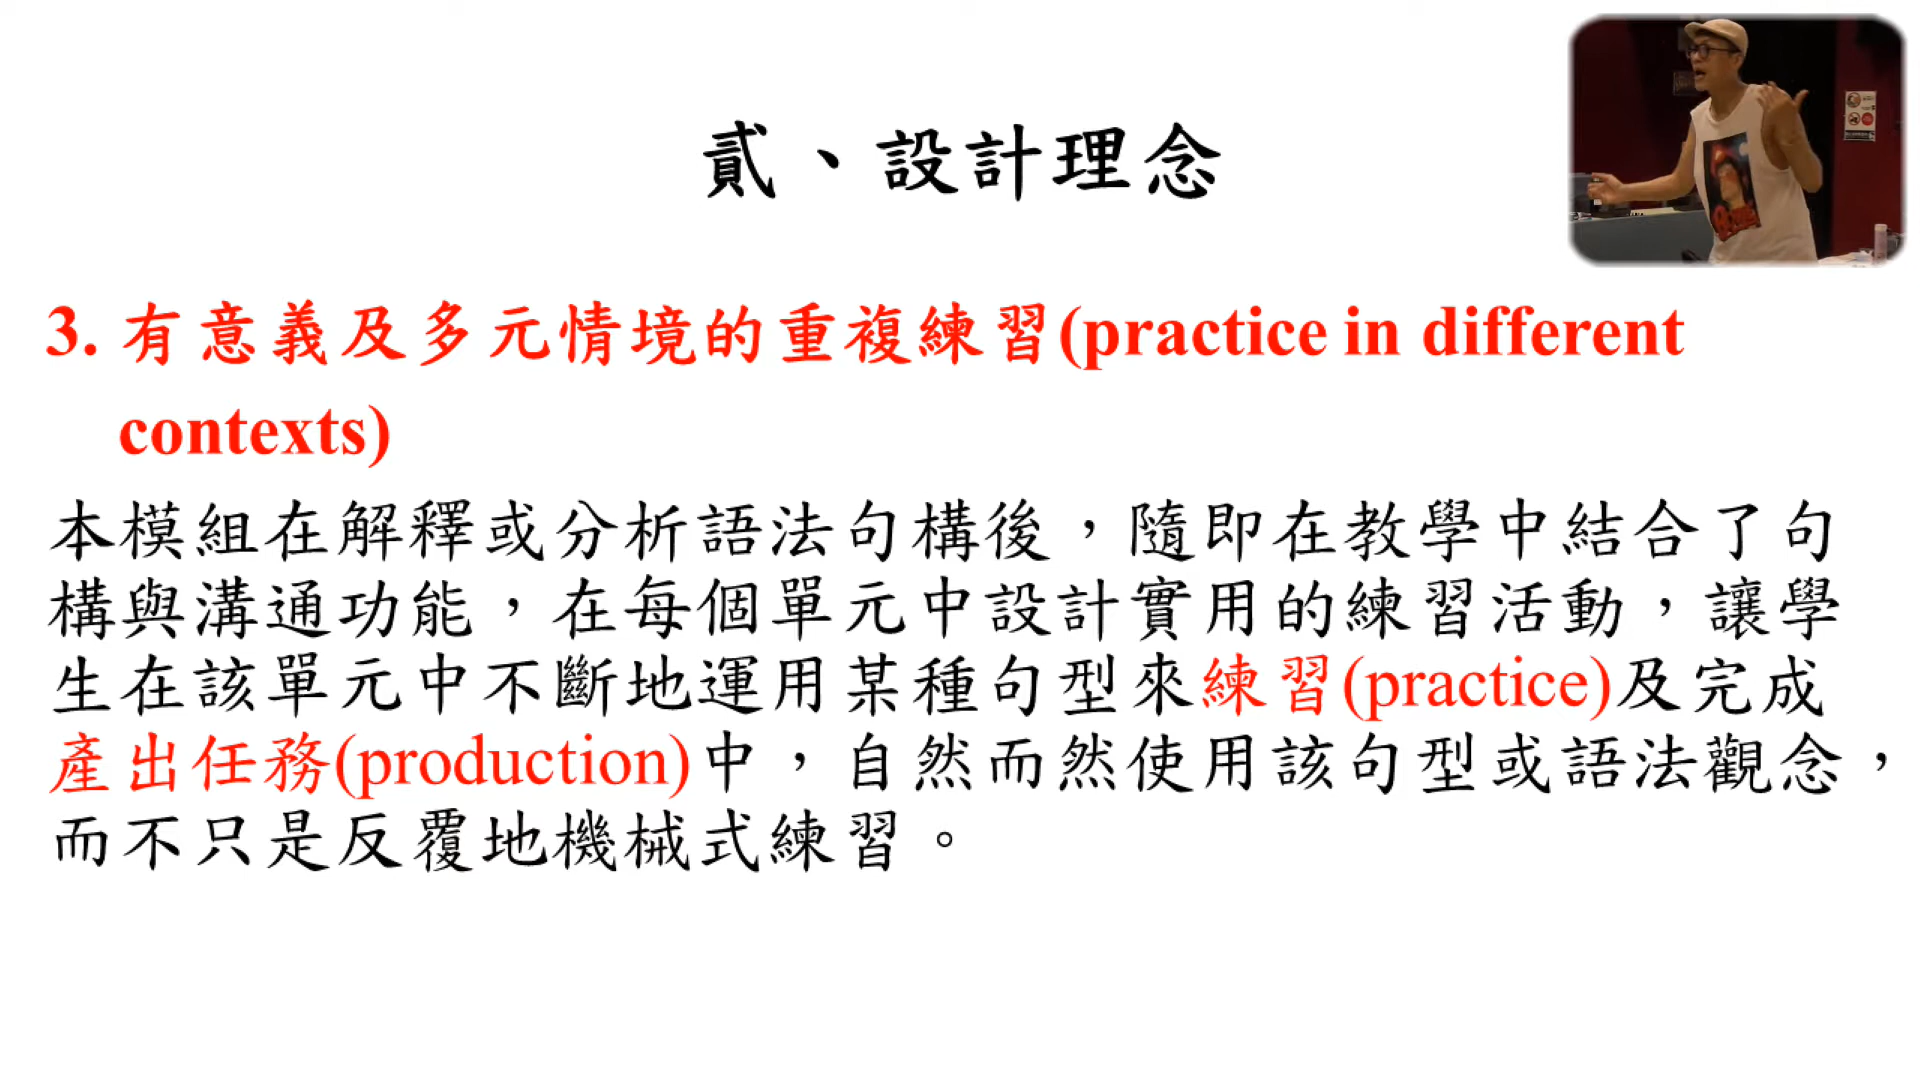 貳、設計理念
3. 有意義及多元情境的重複練習(practice in different
contexts)
本模組在解釋或分析語法句構後，隨即在教學中結合了句
構與溝通功能，在每個單元中設計實用的練習活動，讓學
生在該單元中不斷地運用某種句型來練習(practice)及完成
產出任務(production)中，自然而然使用該句型或語法觀念，
而不只是反覆地機械式練習。